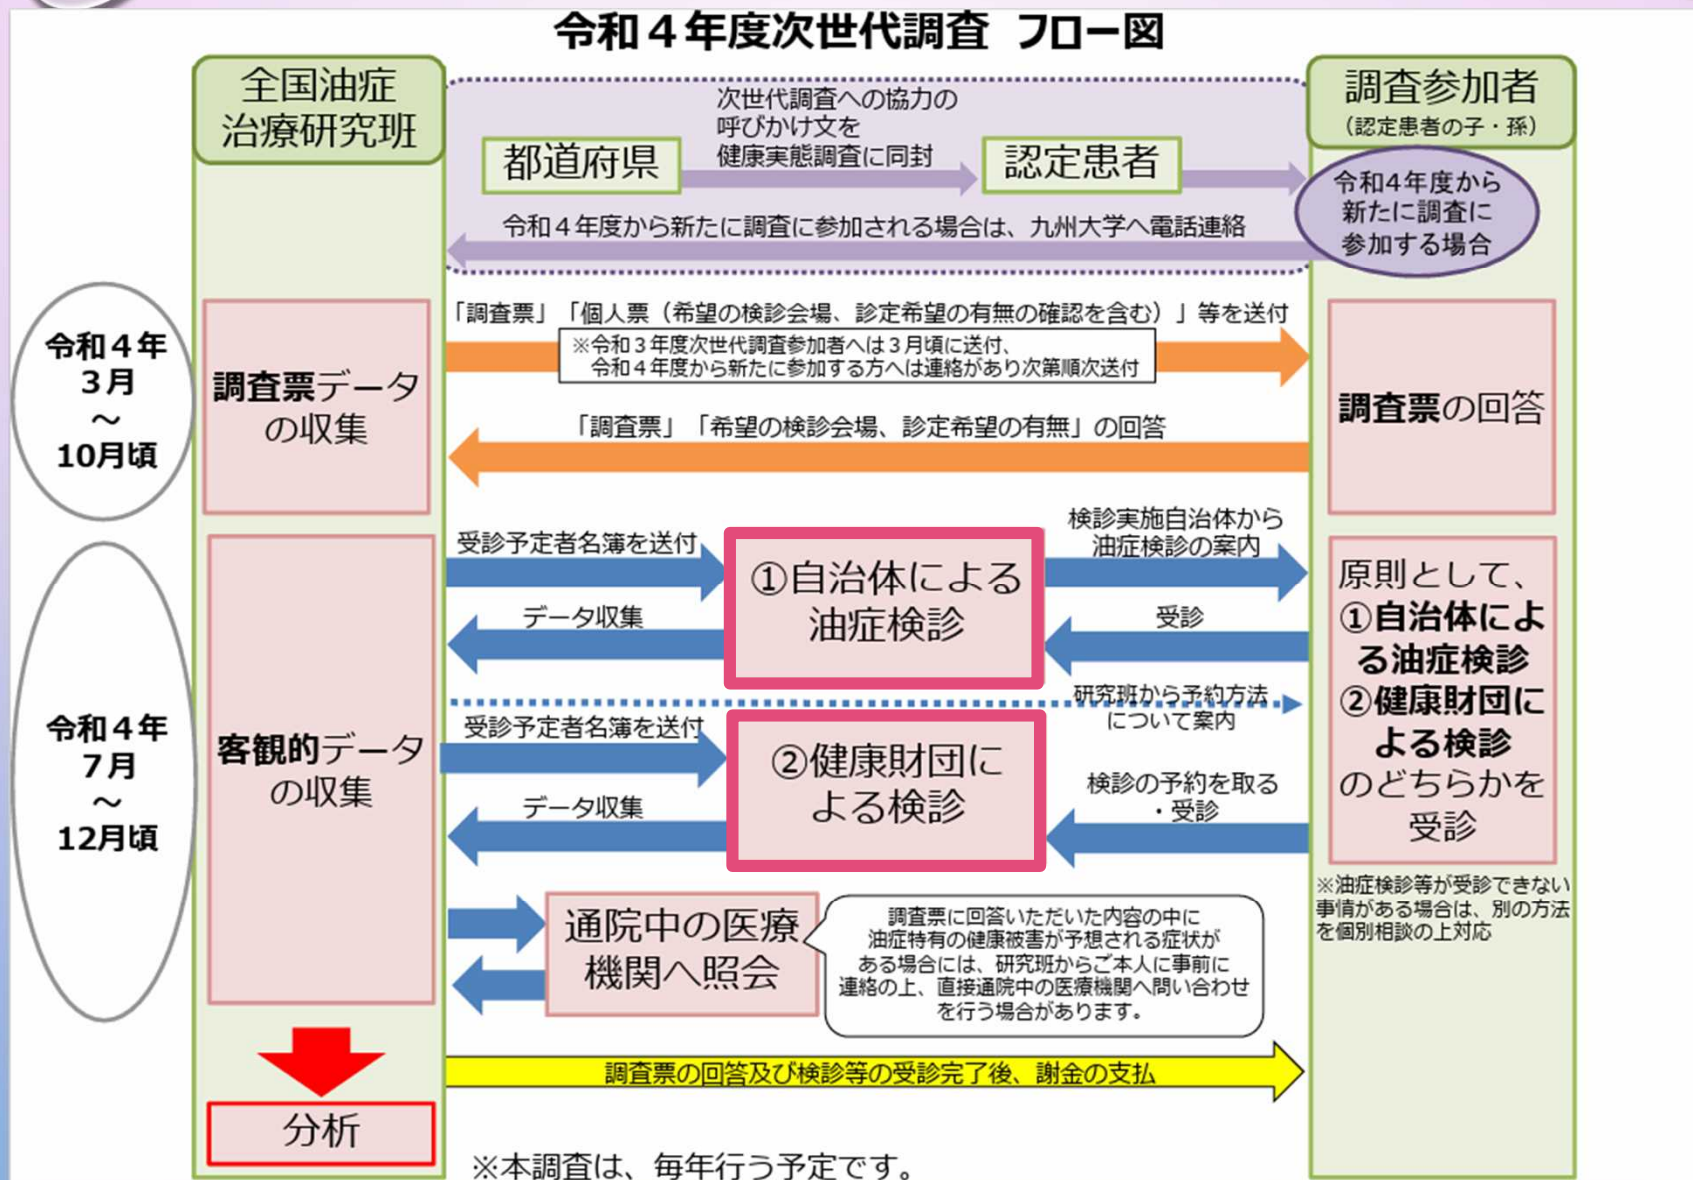 令和４年度次世代調査 フロー図
全国油症
治療研究班
次世代調査への協力の
呼びかけ文を
健康実態調査に同封
都道府県
認定患者
調査参加者
（認定患者の子・孫）
令和4年度から
新たに調査に
参加する場合
令和４年度から新たに調査に参加される場合は、九州大学へ電話連絡
令和４年
３月
～
10月頃
調査票データ
の収集
「調査票」「個人票（希望の検診会場、診定希望の有無の確認を含む）」等を送付
※令和３年度次世代調査参加者へは３月頃に送付、
令和４年度から新たに参加する方へは連絡があり次第順次送付
「調査票」「希望の検診会場、診定希望の有無」の回答
調査票の回答
令和４年
７月
～
12月頃
客観的データ
の収集
受診予定者名簿を送付
データ収集
①自治体による
油症検診
検診実施自治体から
油症検診の案内
受診
研究班から予約方法
について案内
受診予定者名簿を送付
データ収集
②健康財団に
よる検診
検診の予約を取る
・受診
原則として、
①自治体によ
る油症検診
②健康財団に
よる検診
のどちらかを
受診
※油症検診等が受診できない
事情がある場合は、別の方法
を個別相談の上対応
通院中の医療
機関へ照会
調査票に回答いただいた内容の中に
油症特有の健康被害が予想される症状が
ある場合には、研究班からご本人に事前に
連絡の上、直接通院中の医療機関へ問い合わせ
を行う場合があります。
調査票の回答及び検診等の受診完了後、謝金の支払
分析
※本調査は、毎年行う予定です。